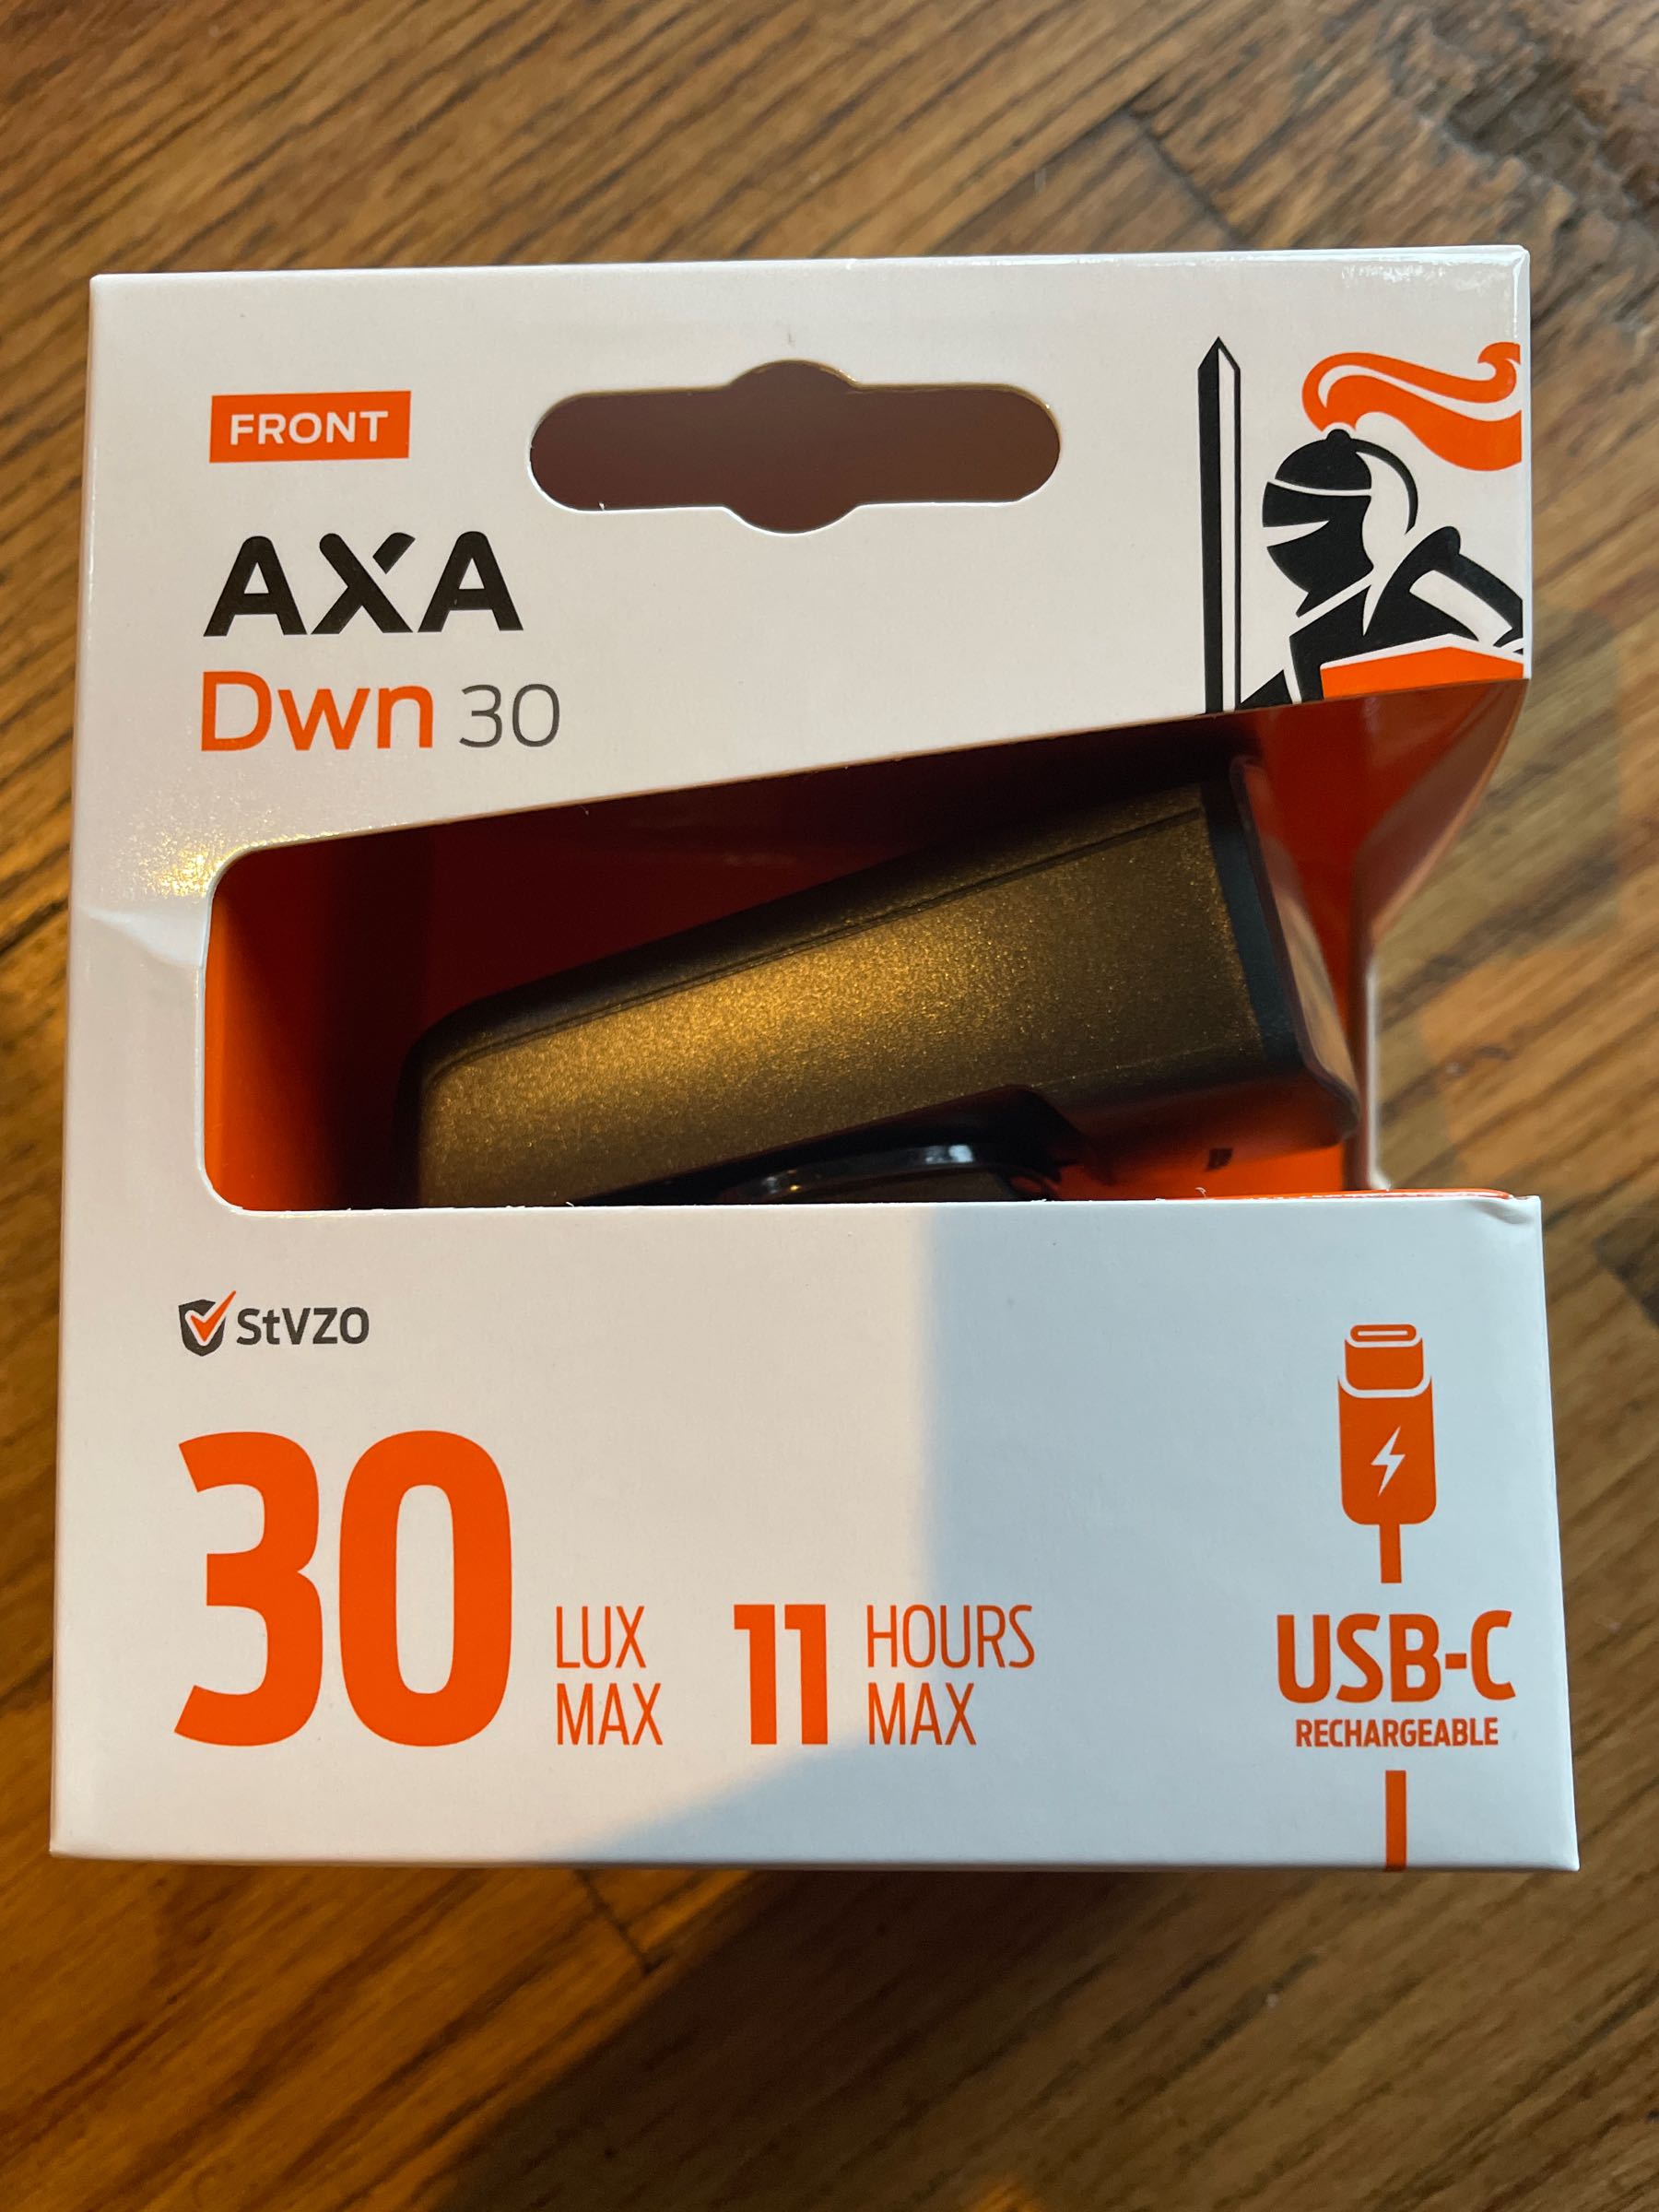 FRONT
AXA
Dwn 30
StVZO
30 LUX MAX
11 HOURS MAX
USB-C
RECHARGEABLE